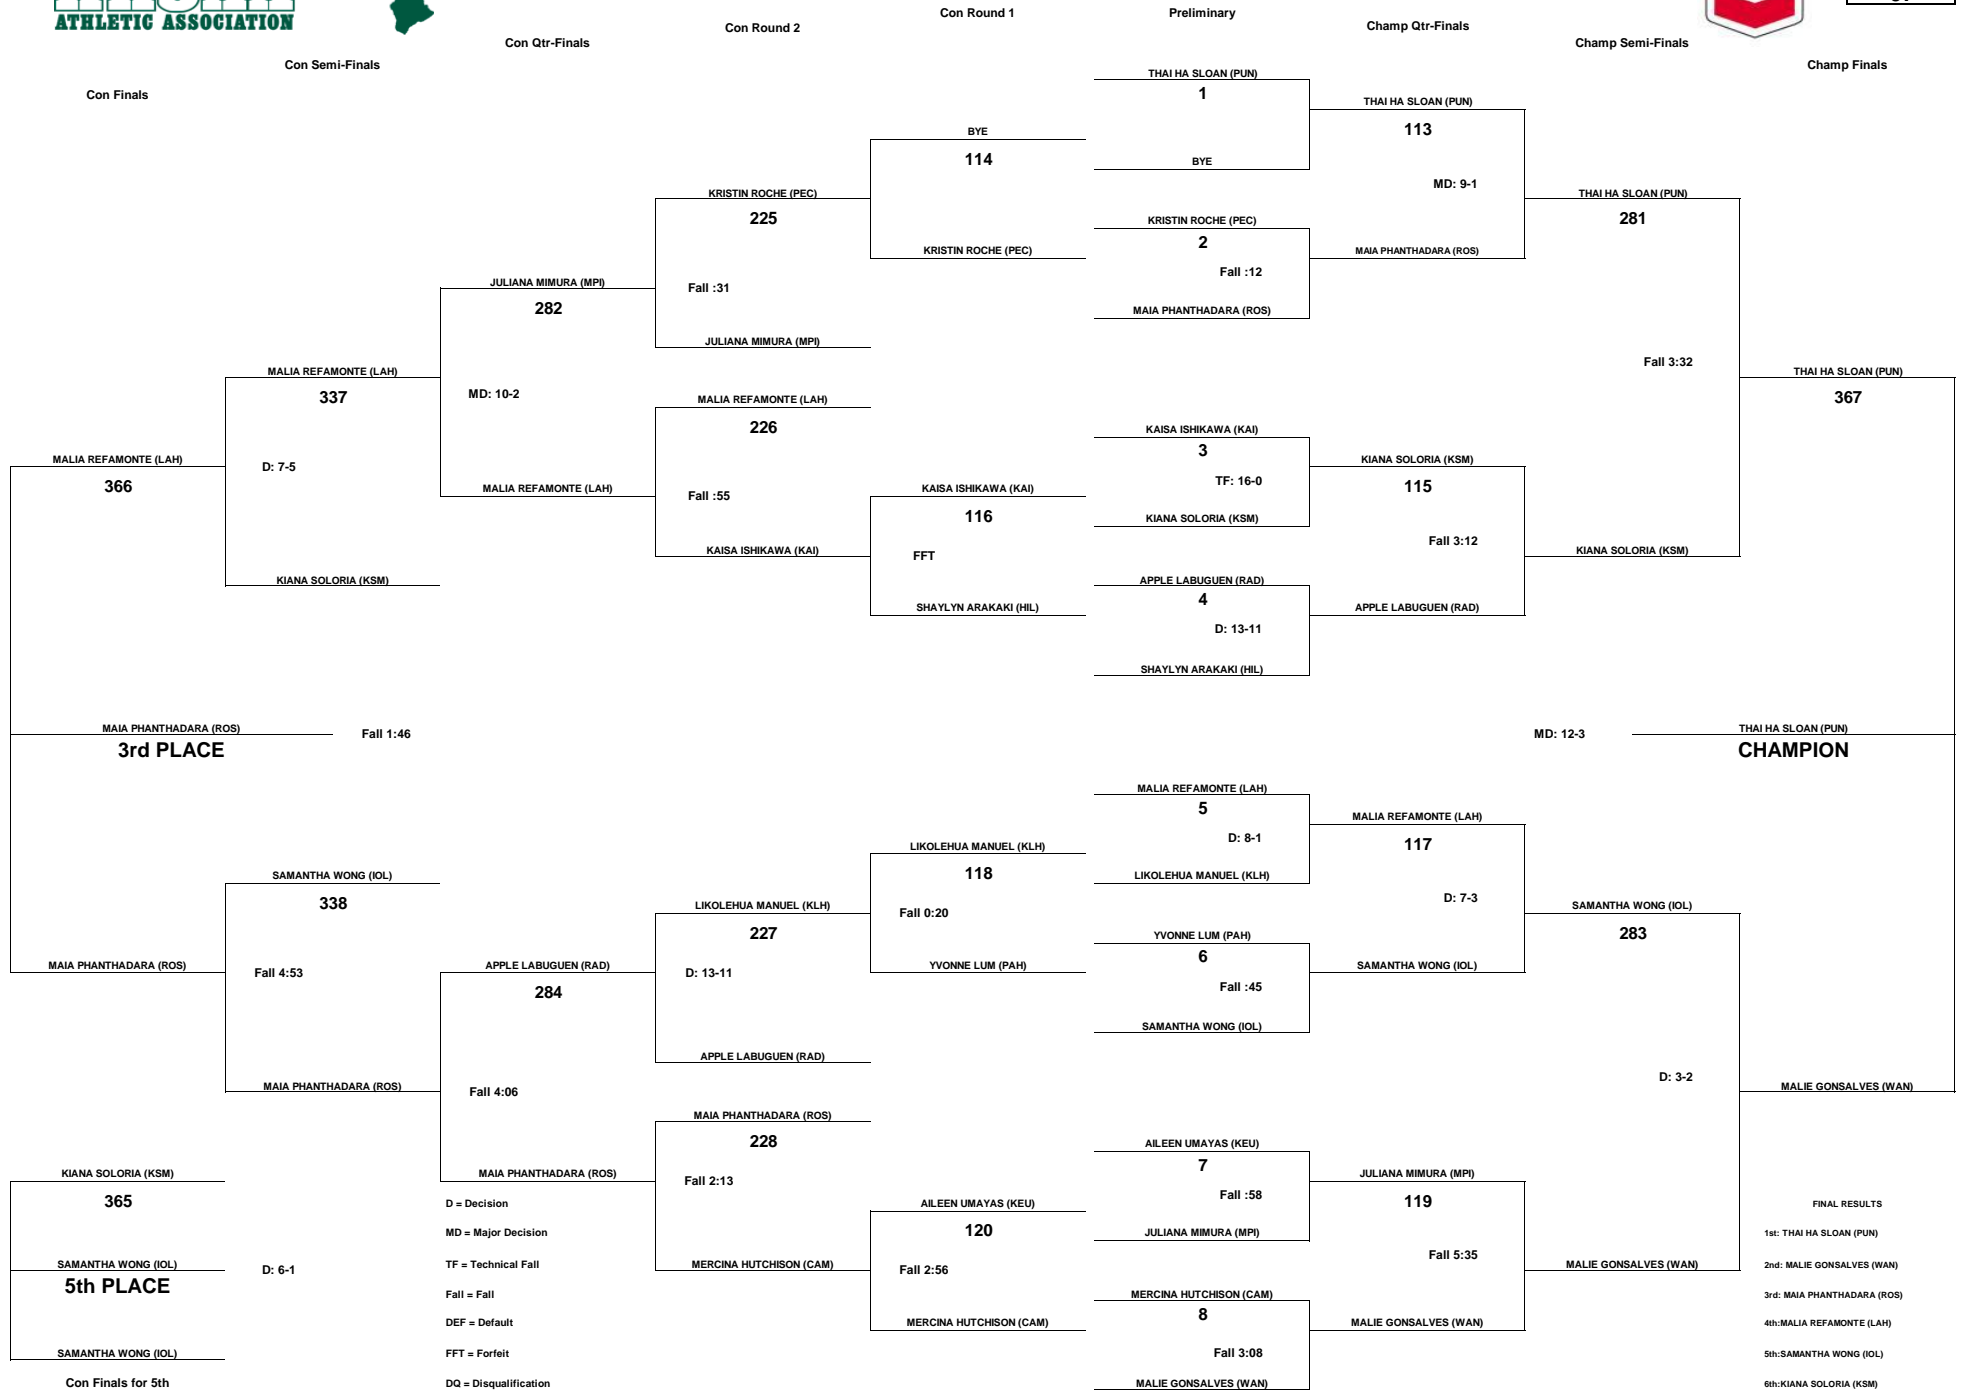 ATHLETIC ASSOCIATION
Con Finals
Con Semi-Finals
Con Qtr-Finals
Con Round 2
Con Round 1
Preliminary
Champ Qtr-Finals
Champ Semi-Finals
Champ Finals
THAI HA SLOAN (PUN)
1
BYE
KRISTIN ROCHE (PEC)
2
Fall :12
MAIA PHANTHADARA (ROS)
KAISA ISHIKAWA (KAI)
3
TF: 16-0
KIANA SOLORIA (KSM)
APPLE LABUGUEN (RAD)
4
D: 13-11
SHAYLYN ARAKAKI (HIL)
MALIA REFAMONTE (LAH)
5
D: 8-1
LIKOLEHUA MANUEL (KLH)
YVONNE LUM (PAH)
6
Fall :45
SAMANTHA WONG (IOL)
AILEEN UMAYAS (KEU)
7
Fall :58
JULIANA MIMURA (MPI)
MERCINA HUTCHISON (CAM)
8
Fall 3:08
MALIE GONSALVES (WAN)
THAI HA SLOAN (PUN)
113
MD: 9-1
MAIA PHANTHADARA (ROS)
KIANA SOLORIA (KSM)
115
Fall 3:12
APPLE LABUGUEN (RAD)
MALIA REFAMONTE (LAH)
117
D: 7-3
SAMANTHA WONG (IOL)
JULIANA MIMURA (MPI)
119
Fall 5:35
MALIE GONSALVES (WAN)
THAI HA SLOAN (PUN)
281
Fall 3:32
KIANA SOLORIA (KSM)
SAMANTHA WONG (IOL)
283
D: 3-2
MALIE GONSALVES (WAN)
THAI HA SLOAN (PUN)
367
MD: 12-3
THAI HA SLOAN (PUN)
CHAMPION
MALIE GONSALVES (WAN)
BYE
114
KRISTIN ROCHE (PEC)
KAISA ISHIKAWA (KAI)
116
FFT
SHAYLYN ARAKAKI (HIL)
LIKOLEHUA MANUEL (KLH)
118
Fall 0:20
YVONNE LUM (PAH)
AILEEN UMAYAS (KEU)
120
Fall 2:56
MERCINA HUTCHISON (CAM)
KRISTIN ROCHE (PEC)
225
Fall :31
JULIANA MIMURA (MPI)
MALIA REFAMONTE (LAH)
226
Fall :55
KAISA ISHIKAWA (KAI)
LIKOLEHUA MANUEL (KLH)
227
D: 13-11
APPLE LABUGUEN (RAD)
MAIA PHANTHADARA (ROS)
228
Fall 2:13
MERCINA HUTCHISON (CAM)
JULIANA MIMURA (MPI)
282
MD: 10-2
MALIA REFAMONTE (LAH)
APPLE LABUGUEN (RAD)
284
Fall 4:06
MAIA PHANTHADARA (ROS)
MALIA REFAMONTE (LAH)
337
D: 7-5
KIANA SOLORIA (KSM)
SAMANTHA WONG (IOL)
338
Fall 4:53
MAIA PHANTHADARA (ROS)
MALIA REFAMONTE (LAH)
366
MAIA PHANTHADARA (ROS)
3rd PLACE
Fall 1:46
MAIA PHANTHADARA (ROS)
KIANA SOLORIA (KSM)
365
SAMANTHA WONG (IOL)
5th PLACE
D: 6-1
SAMANTHA WONG (IOL)
Con Finals for 5th
D = Decision
MD = Major Decision
TF = Technical Fall
Fall = Fall
DEF = Default
FFT = Forfeit
DQ = Disqualification
FINAL RESULTS
1st: THAI HA SLOAN (PUN)
2nd: MALIE GONSALVES (WAN)
3rd: MAIA PHANTHADARA (ROS)
4th:MALIA REFAMONTE (LAH)
5th:SAMANTHA WONG (IOL)
6th:KIANA SOLORIA (KSM)